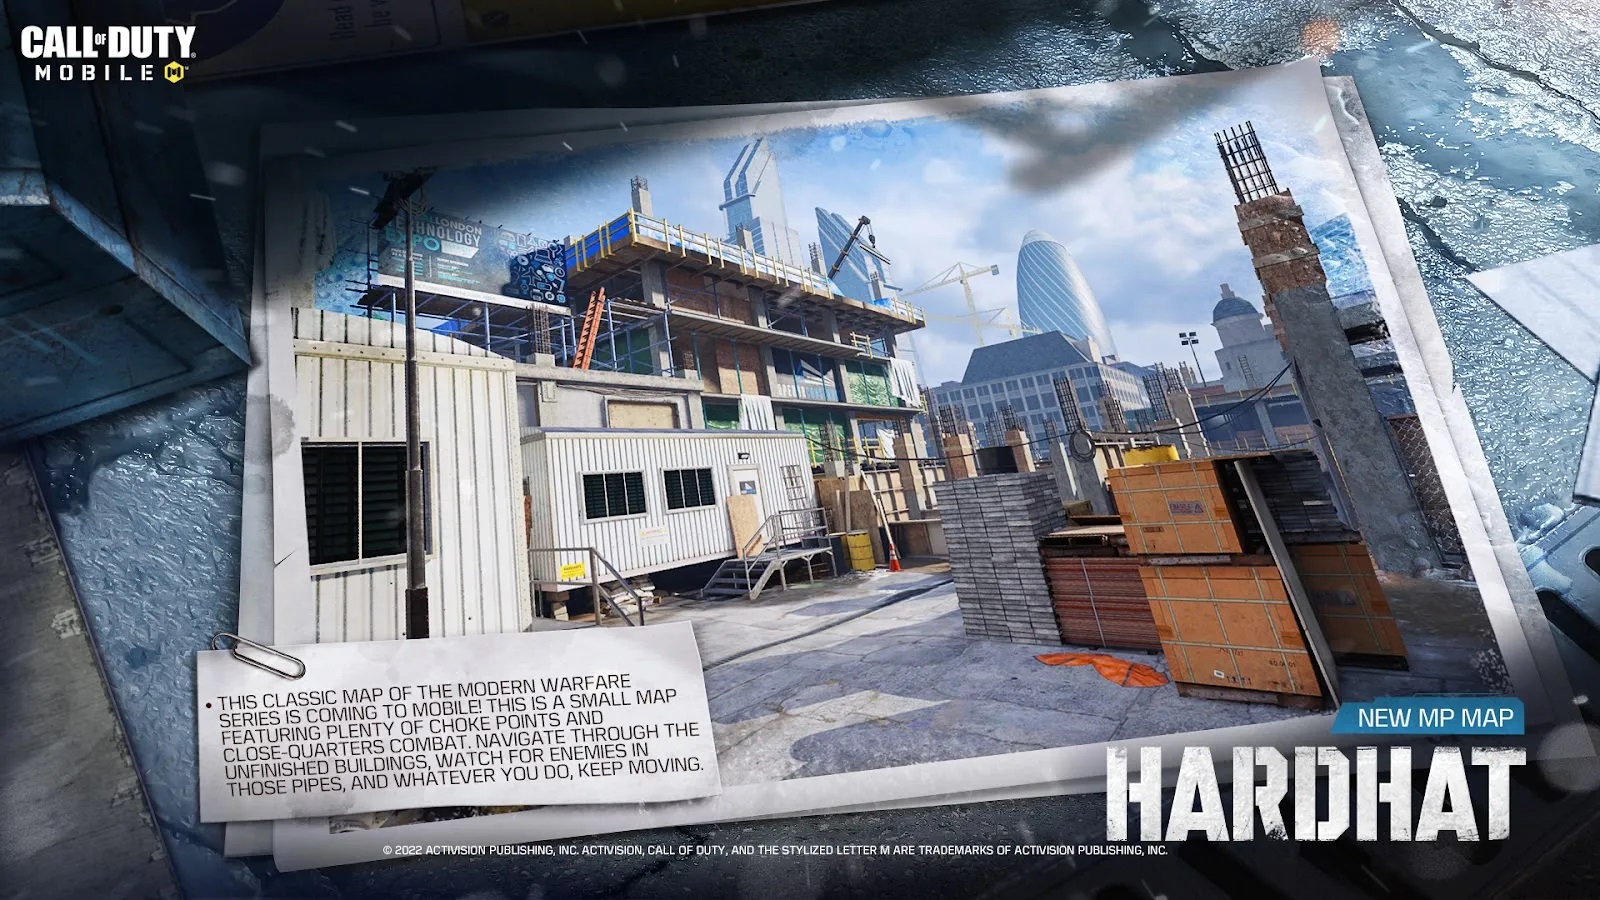 CALL OF DUTY
MOBILE
LONDON
TECHNOLOGY
EXPO
THIS CLASSIC MAP OF THE MODERN WARFARE
SERIES IS COMING TO MOBILE! THIS IS A SMALL MAP
FEATURING PLENTY OF CHOKE POINTS AND
CLOSE-QUARTERS COMBAT. NAVIGATE THROUGH THE
UNFINISHED BUILDINGS, WATCH FOR ENEMIES IN
THOSE PIPES, AND WHATEVER YOU DO, KEEP MOVING.
NEW MP MAP
HARDHAT
© 2022 ACTIVISION PUBLISHING, INC. ACTIVISION, CALL OF DUTY, AND THE STYLIZED LETTER M ARE TRADEMARKS OF ACTIVISION PUBLISHING, INC.